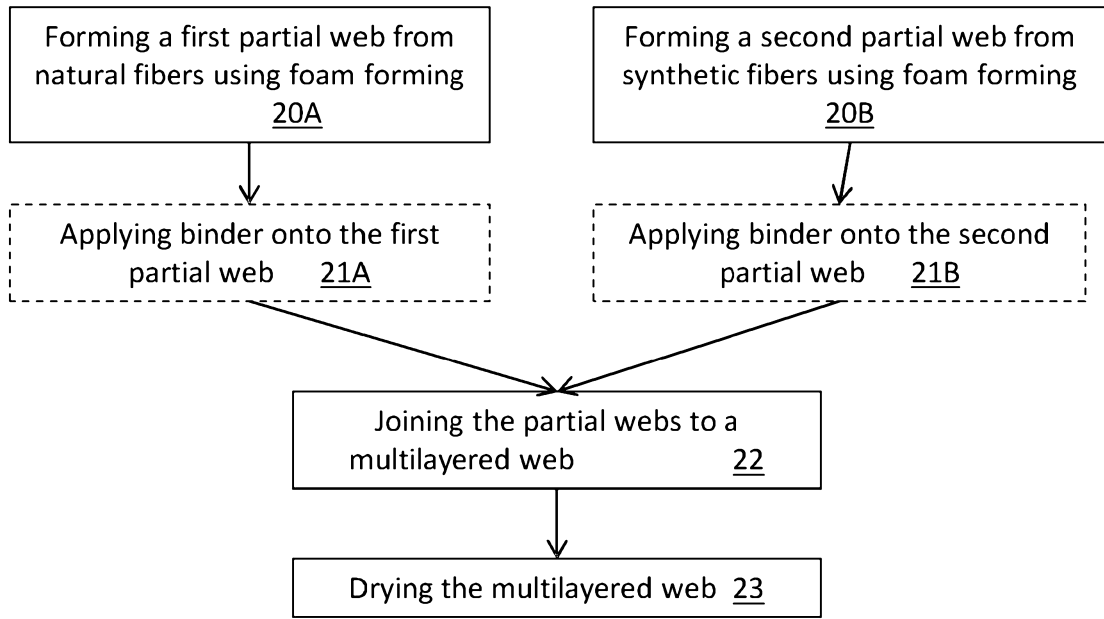 Forming a first partial web from
natural fibers using foam forming
20A
Forming a second partial web from
synthetic fibers using foam forming
20B
Applying binder onto the first
partial web 21A
Applying binder onto the second
partial web 21B
Joining the partial webs to a
multilayered web 22
Drying the multilayered web 23